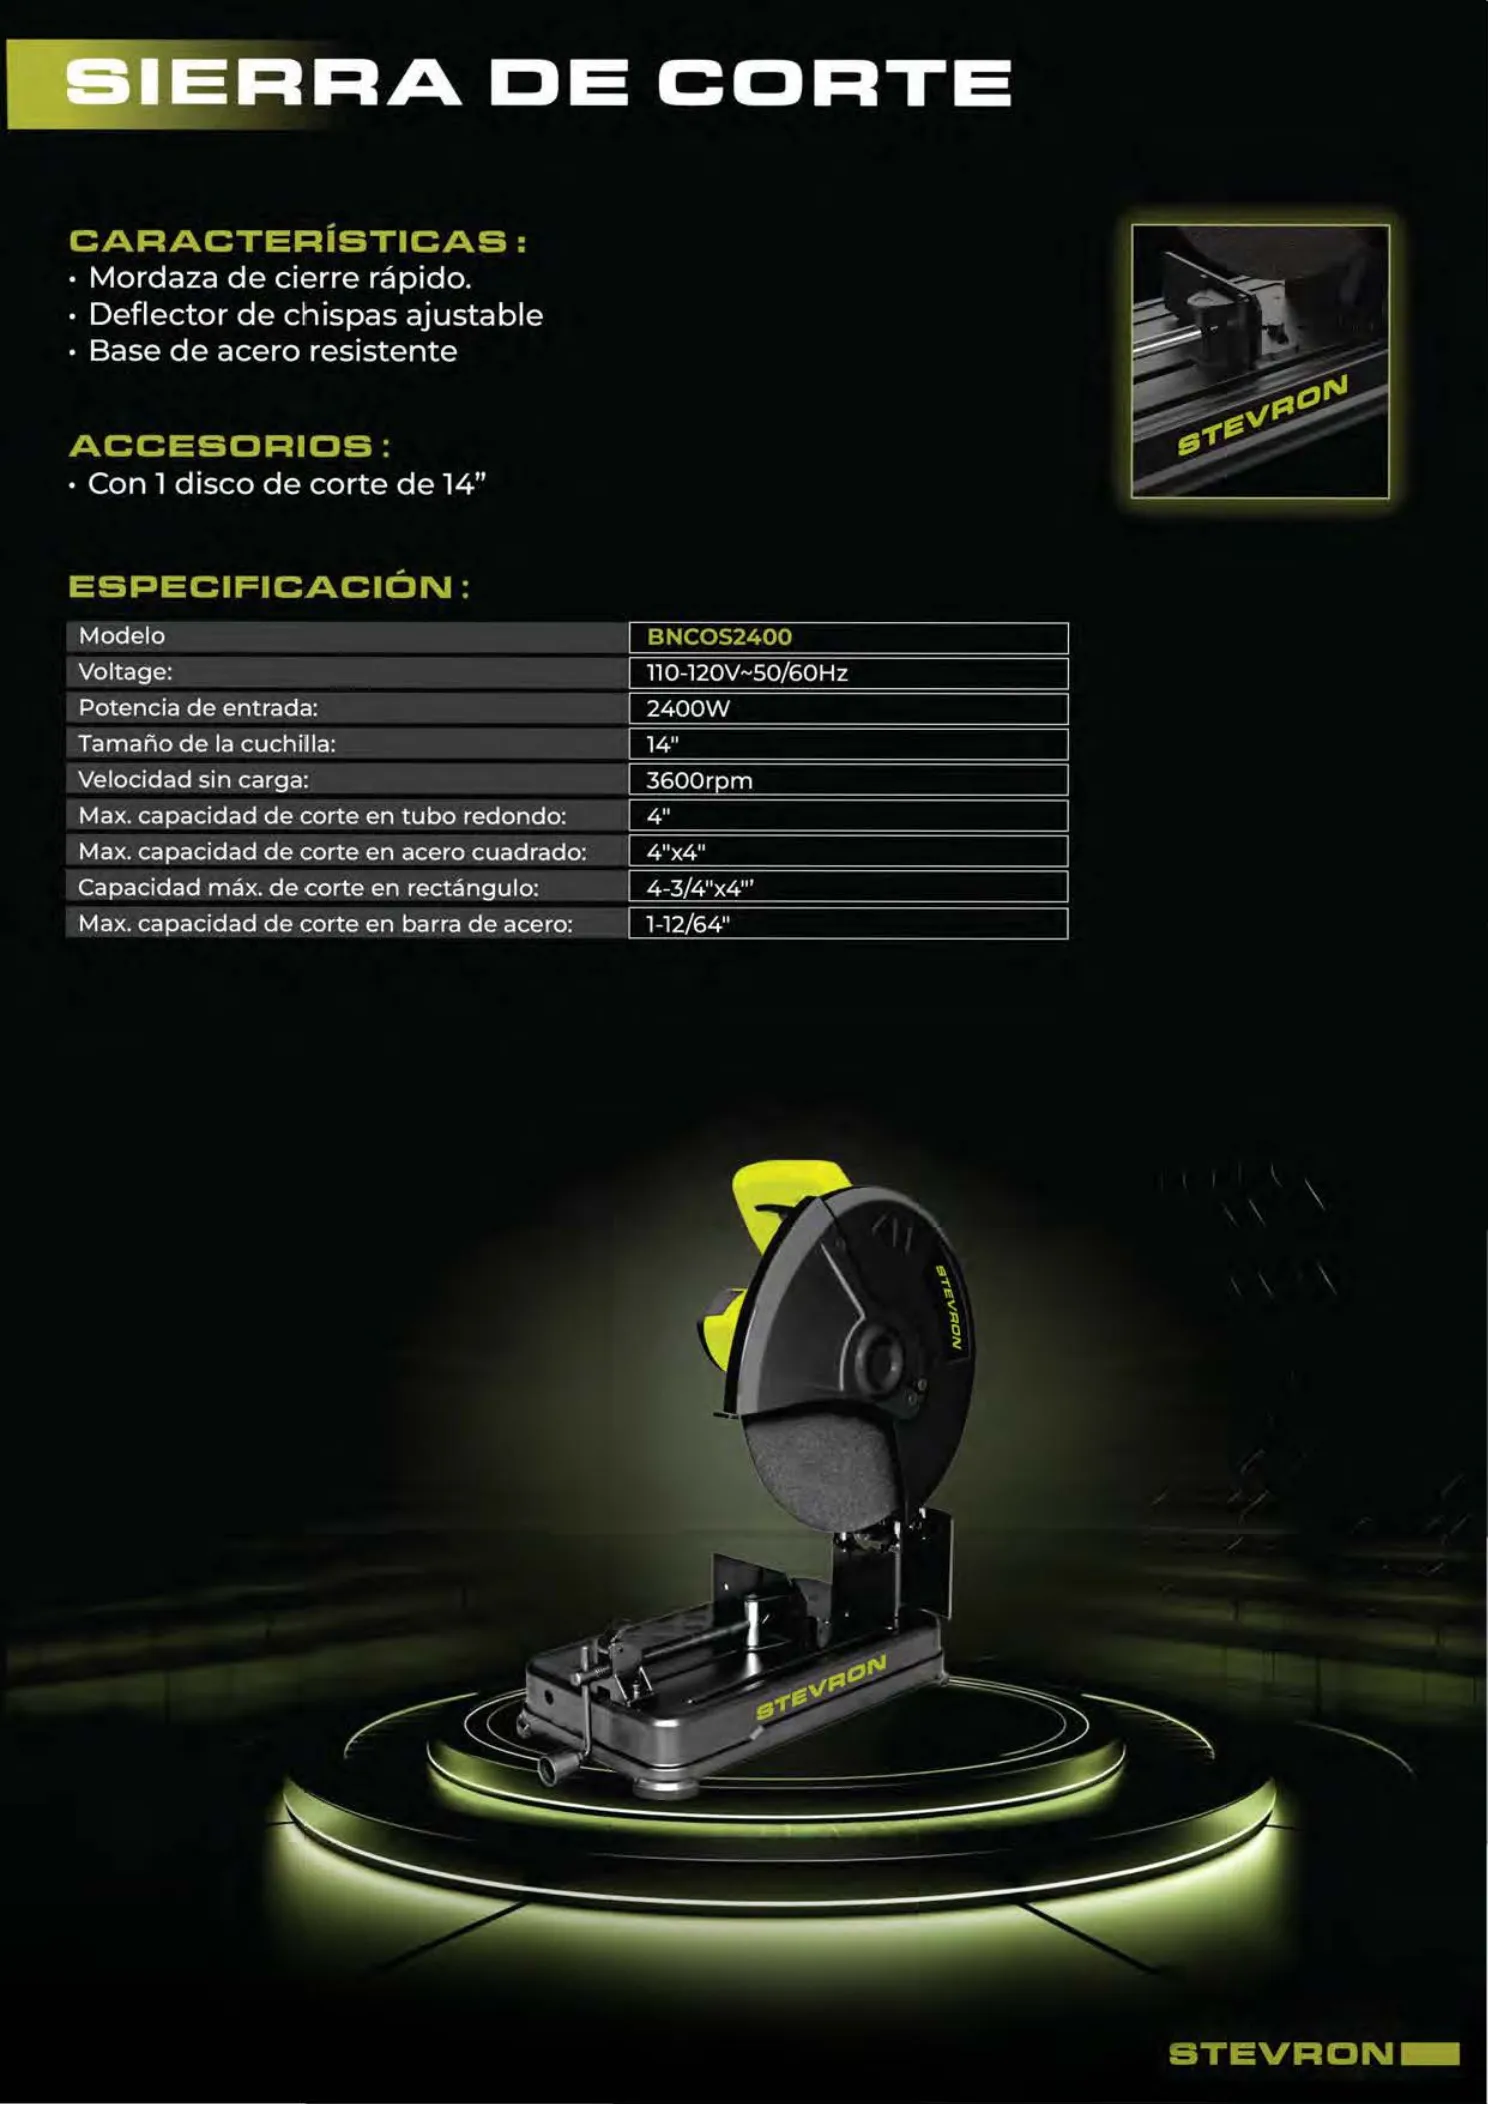 SIERRA DE CORTE
CARACTERÍSTICAS :
• Mordaza de cierre rápido.
• Deflector de chispas ajustable
• Base de acero resistente
STEVRON
ACCESORIOS :
• Con 1 disco de corte de 14”
ESPECIFICACIÓN :
Modelo BNCOS2400
Voltage: 110-120V~50/60Hz
Potencia de entrada: 2400W
Tamaño de la cuchilla: 14"
Velocidad sin carga: 3600rpm
Max. capacidad de corte en tubo redondo: 4"
Max. capacidad de corte en acero cuadrado: 4"x4"
Capacidad máx. de corte en rectángulo: 4-3/4"x4"'
Max. capacidad de corte en barra de acero: 1-12/64"
STEVRON
STEVRON
STEVRON